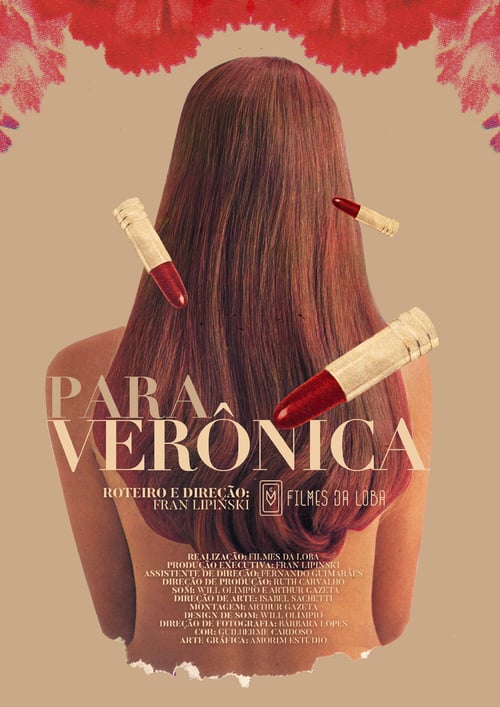 PARA
VERÔNICA
ROTEIRO E DIREÇÃO:
FRAN LIPINSKI
FILMES DA LOBA
REALIZAÇÃO: FILMES DA LOBA
PRODUÇÃO EXECUTIVA: FRAN LIPINSKI
ASSISTENTE DE DIREÇÃO: FERNANDO GUIMARÃES
DIREÇÃO DE PRODUÇÃO: RUTH CARVALHO
SOM: WILL OLIMPIO E ARTHUR GAZETA
DIREÇÃO DE ARTE: ISABEL SACHETTI
MONTAGEM: ARTHUR GAZETA
DESIGN DE SOM: WILL OLIMPIO
DIREÇÃO DE FOTOGRAFIA: BÁRBARA LOPES
COR: GUILHERME CARDOSO
ARTE GRÁFICA: AMORIM ESTÚDIO